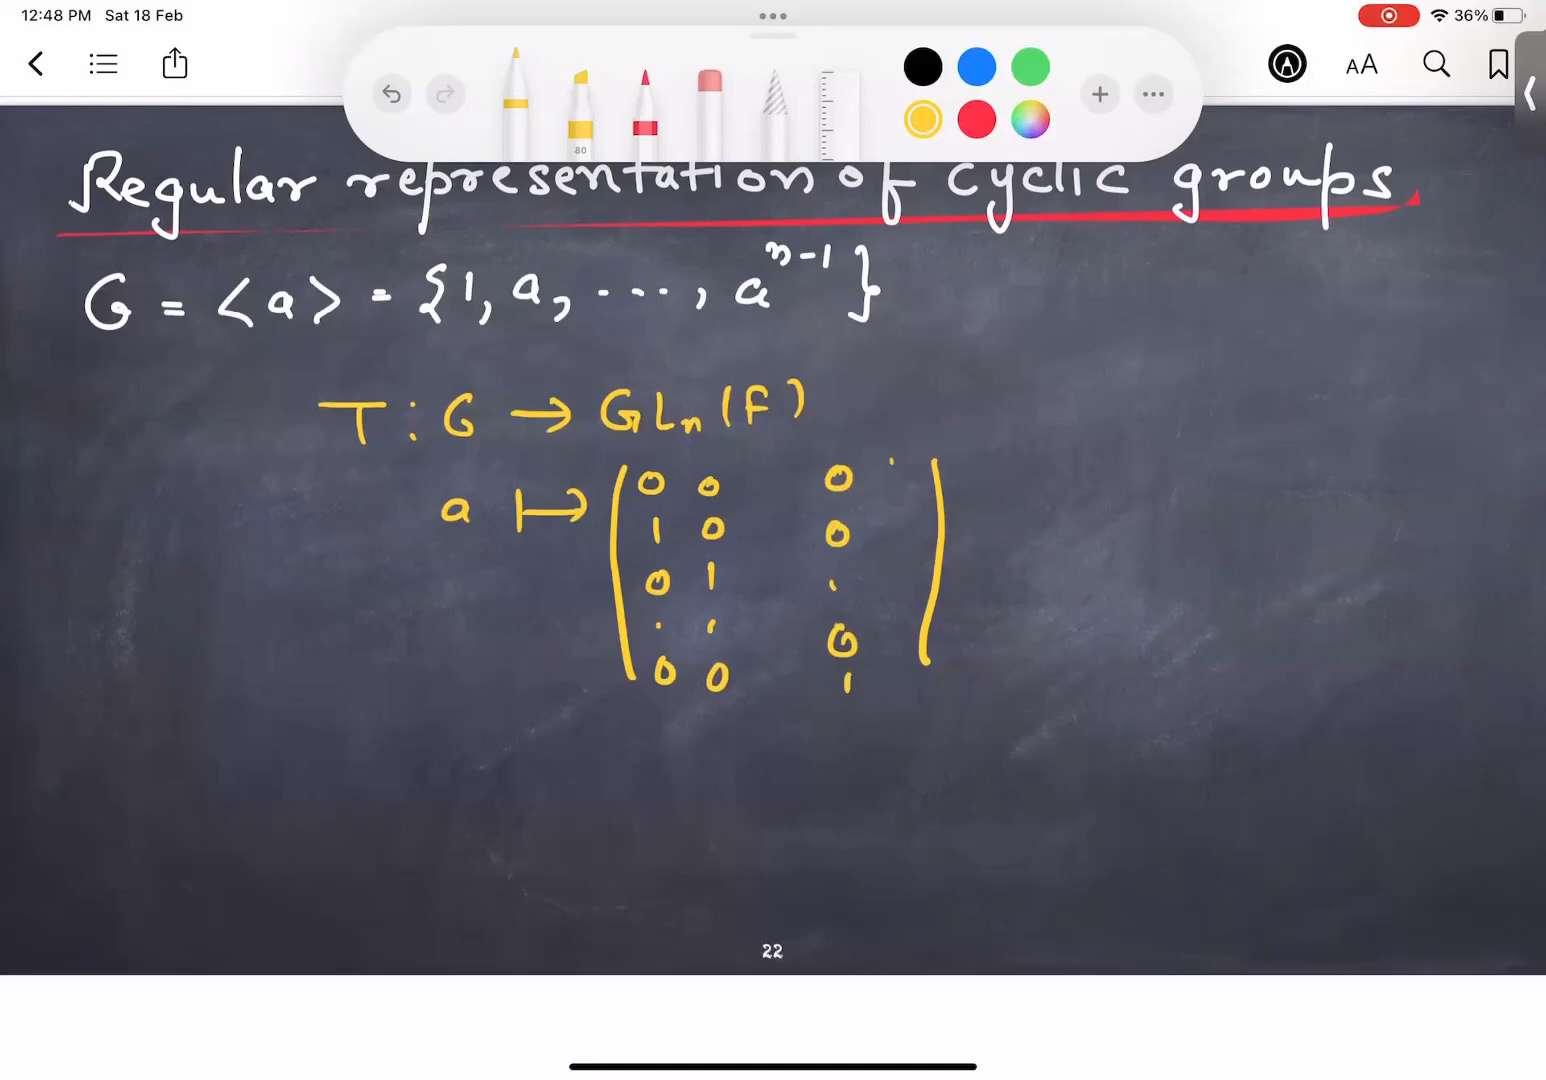 12:48 PM Sat 18 Feb 36%
AA
80
Regular representation of cyclic groups
G = <a> = {1, a, ..., a^{n-1}}
T : G → GLn(F)
a ↦ ( 0 0 0
1 0 0
0 1 .
. . 0
0 0 1 )
22